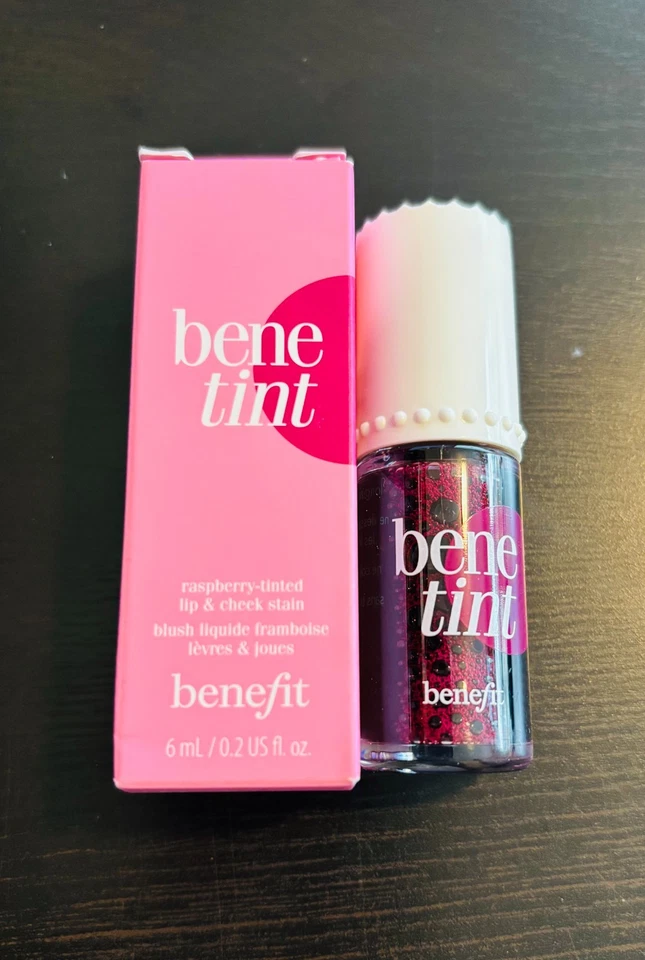 bene
tint
raspberry-tinted
lip & cheek stain
blush liquide framboise
lèvres & joues
benefit
6 mL / 0.2 US fl. oz.
bene
tint
benefit